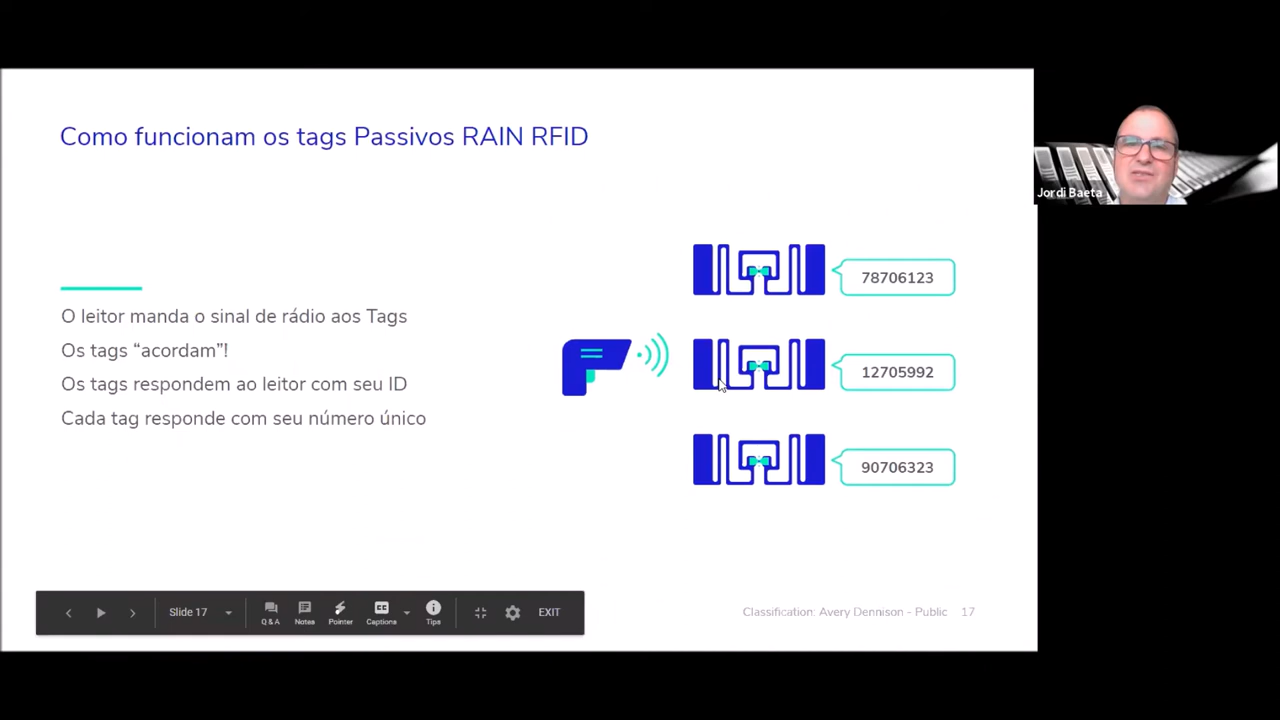 Como funcionam os tags Passivos RAIN RFID
Jordi Baeta
O leitor manda o sinal de rádio aos Tags
Os tags “acordam”!
Os tags respondem ao leitor com seu ID
Cada tag responde com seu número único
78706123
12705992
90706323
Slide 17
Q & A
Notes
Pointer
CC
Captions
Tips
EXIT
Classification: Avery Dennison - Public 17